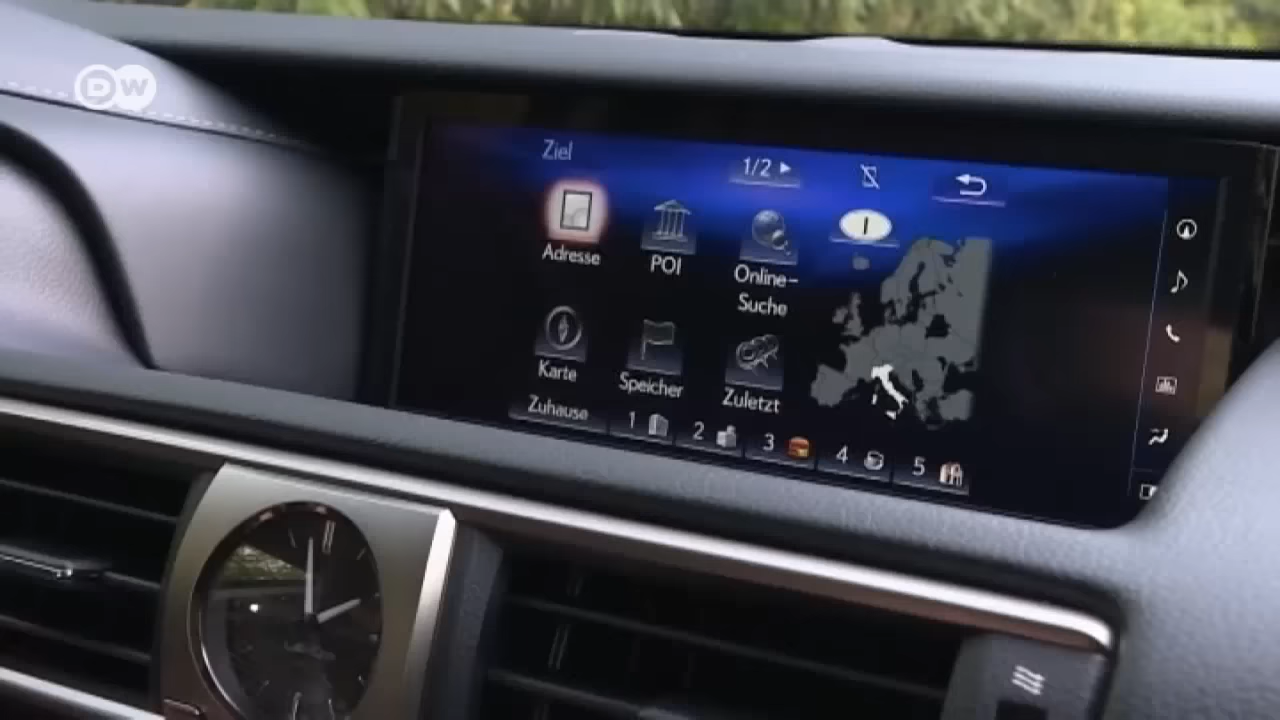 DW
Ziel
1/2
I
Adresse
POI
Online-
Suche
Karte
Speicher
Zuletzt
Zuhause
1
2
3
4
5